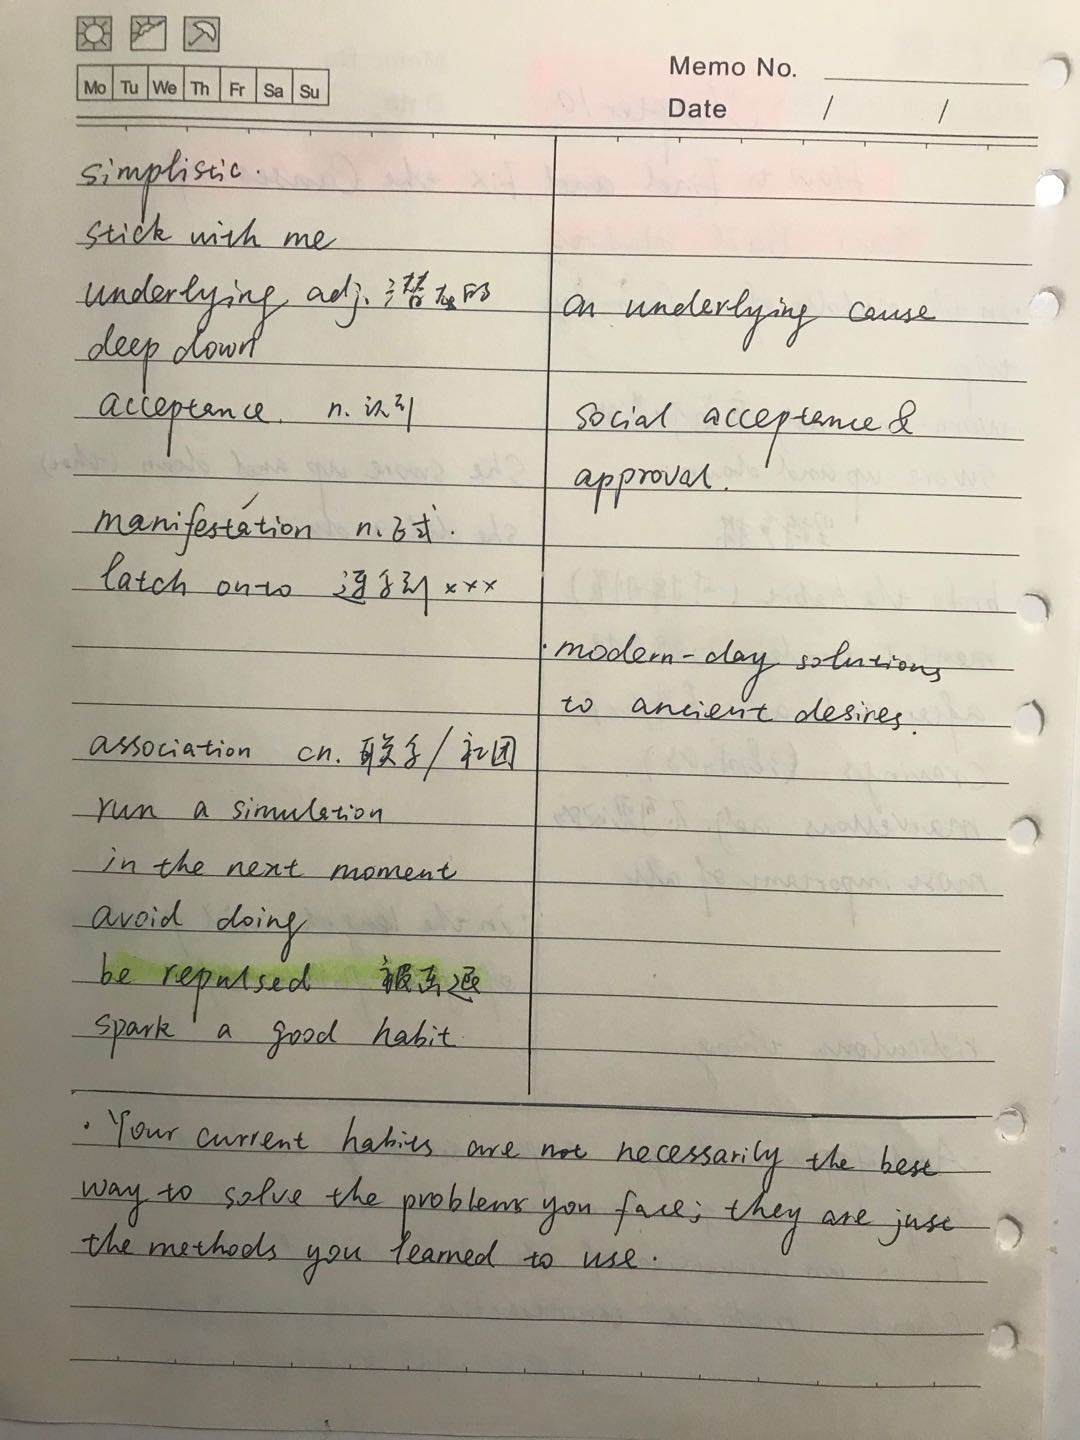 Memo No.
Mo Tu We Th Fr Sa Su
Date / /
simplistic.
stick with me
underlying adj. 潜在的
an underlying cause
deep down
acceptance. n. 认可
social acceptance &
approval.
manifestation n. 方式.
latch onto 连系到 xxx
· modern-day solutions
to ancient desires.
association cn. 联系/社团
run a simulation
in the next moment
avoid doing
be repulsed 被击退
spark a good habit
· Your current habits are not necessarily the best
way to solve the problems you face; they are just
the methods you learned to use.